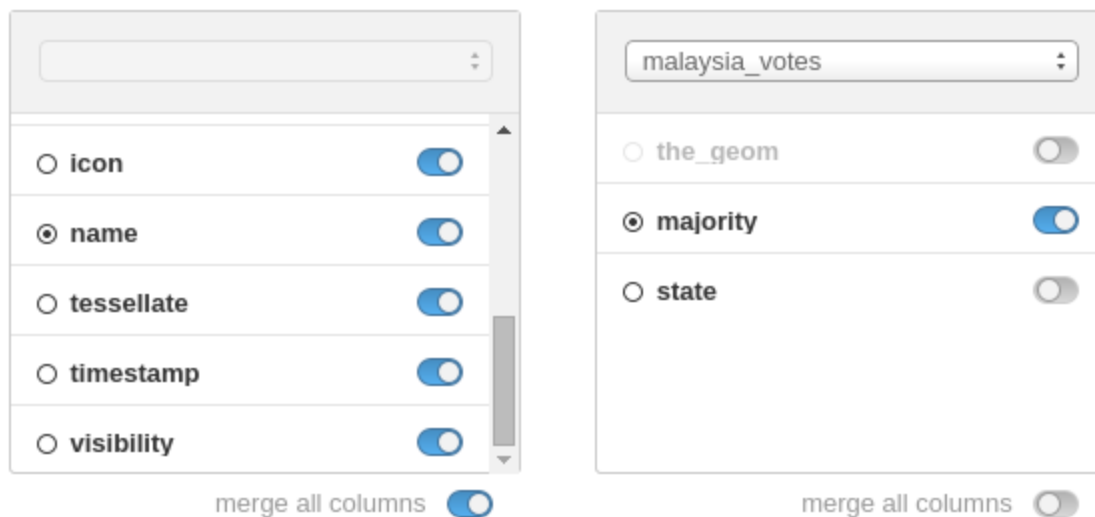 malaysia_votes
icon
name
tessellate
timestamp
visibility
merge all columns
the_geom
majority
state
merge all columns